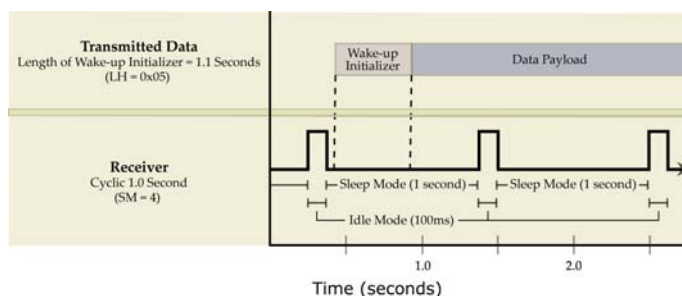 Transmitted Data
Length of Wake-up Initializer = 1.1 Seconds
(LH = 0x05)
Wake-up
Initializer
Data Payload
Receiver
Cyclic 1.0 Second
(SM = 4)
Sleep Mode (1 second)
Sleep Mode (1 second)
Idle Mode (100ms)
1.0
2.0
Time (seconds)